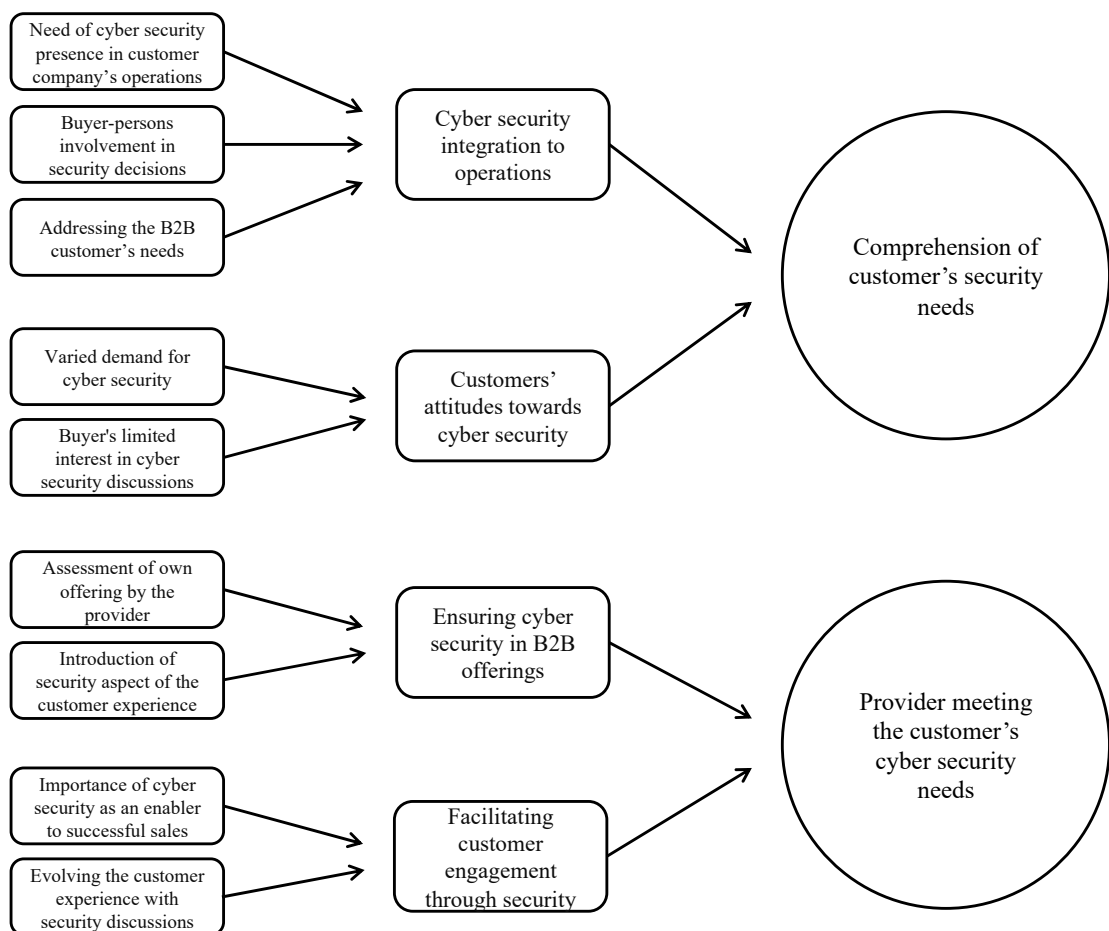 Need of cyber security
presence in customer
company’s operations
Buyer-persons
involvement in
security decisions
Addressing the B2B
customer’s needs
Cyber security
integration to
operations
Varied demand for
cyber security
Buyer's limited
interest in cyber
security discussions
Customers’
attitudes towards
cyber security
Comprehension of
customer’s security
needs
Assessment of own
offering by the
provider
Introduction of
security aspect of the
customer experience
Ensuring cyber
security in B2B
offerings
Importance of cyber
security as an enabler
to successful sales
Evolving the customer
experience with
security discussions
Facilitating
customer
engagement
through security
Provider meeting
the customer’s
cyber security
needs